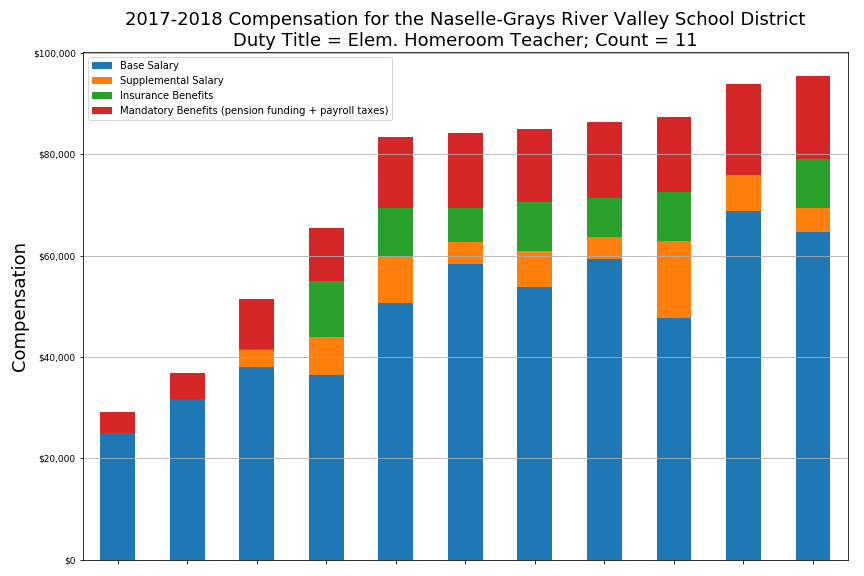 2017-2018 Compensation for the Naselle-Grays River Valley School District
Duty Title = Elem. Homeroom Teacher; Count = 11
$100,000
Base Salary
Supplemental Salary
Insurance Benefits
Mandatory Benefits (pension funding + payroll taxes)
$80,000
$60,000
Compensation
$40,000
$20,000
$0